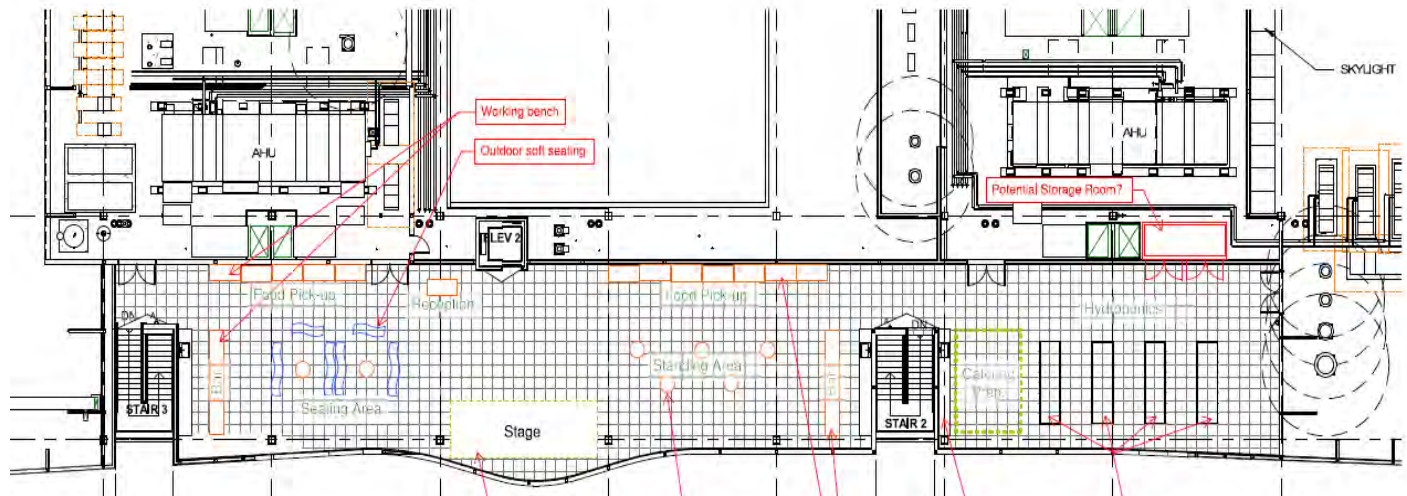 SKYLIGHT
Working bench
AHU
AHU
Outdoor soft seating
Potential Storage Room?
ELEV 2
Food Pick-up
Reception
Food Pick-up
Hydroponics
DN
DN
Bar
Standing Area
Bar
Seating Area
STAIR 3
Stage
STAIR 2